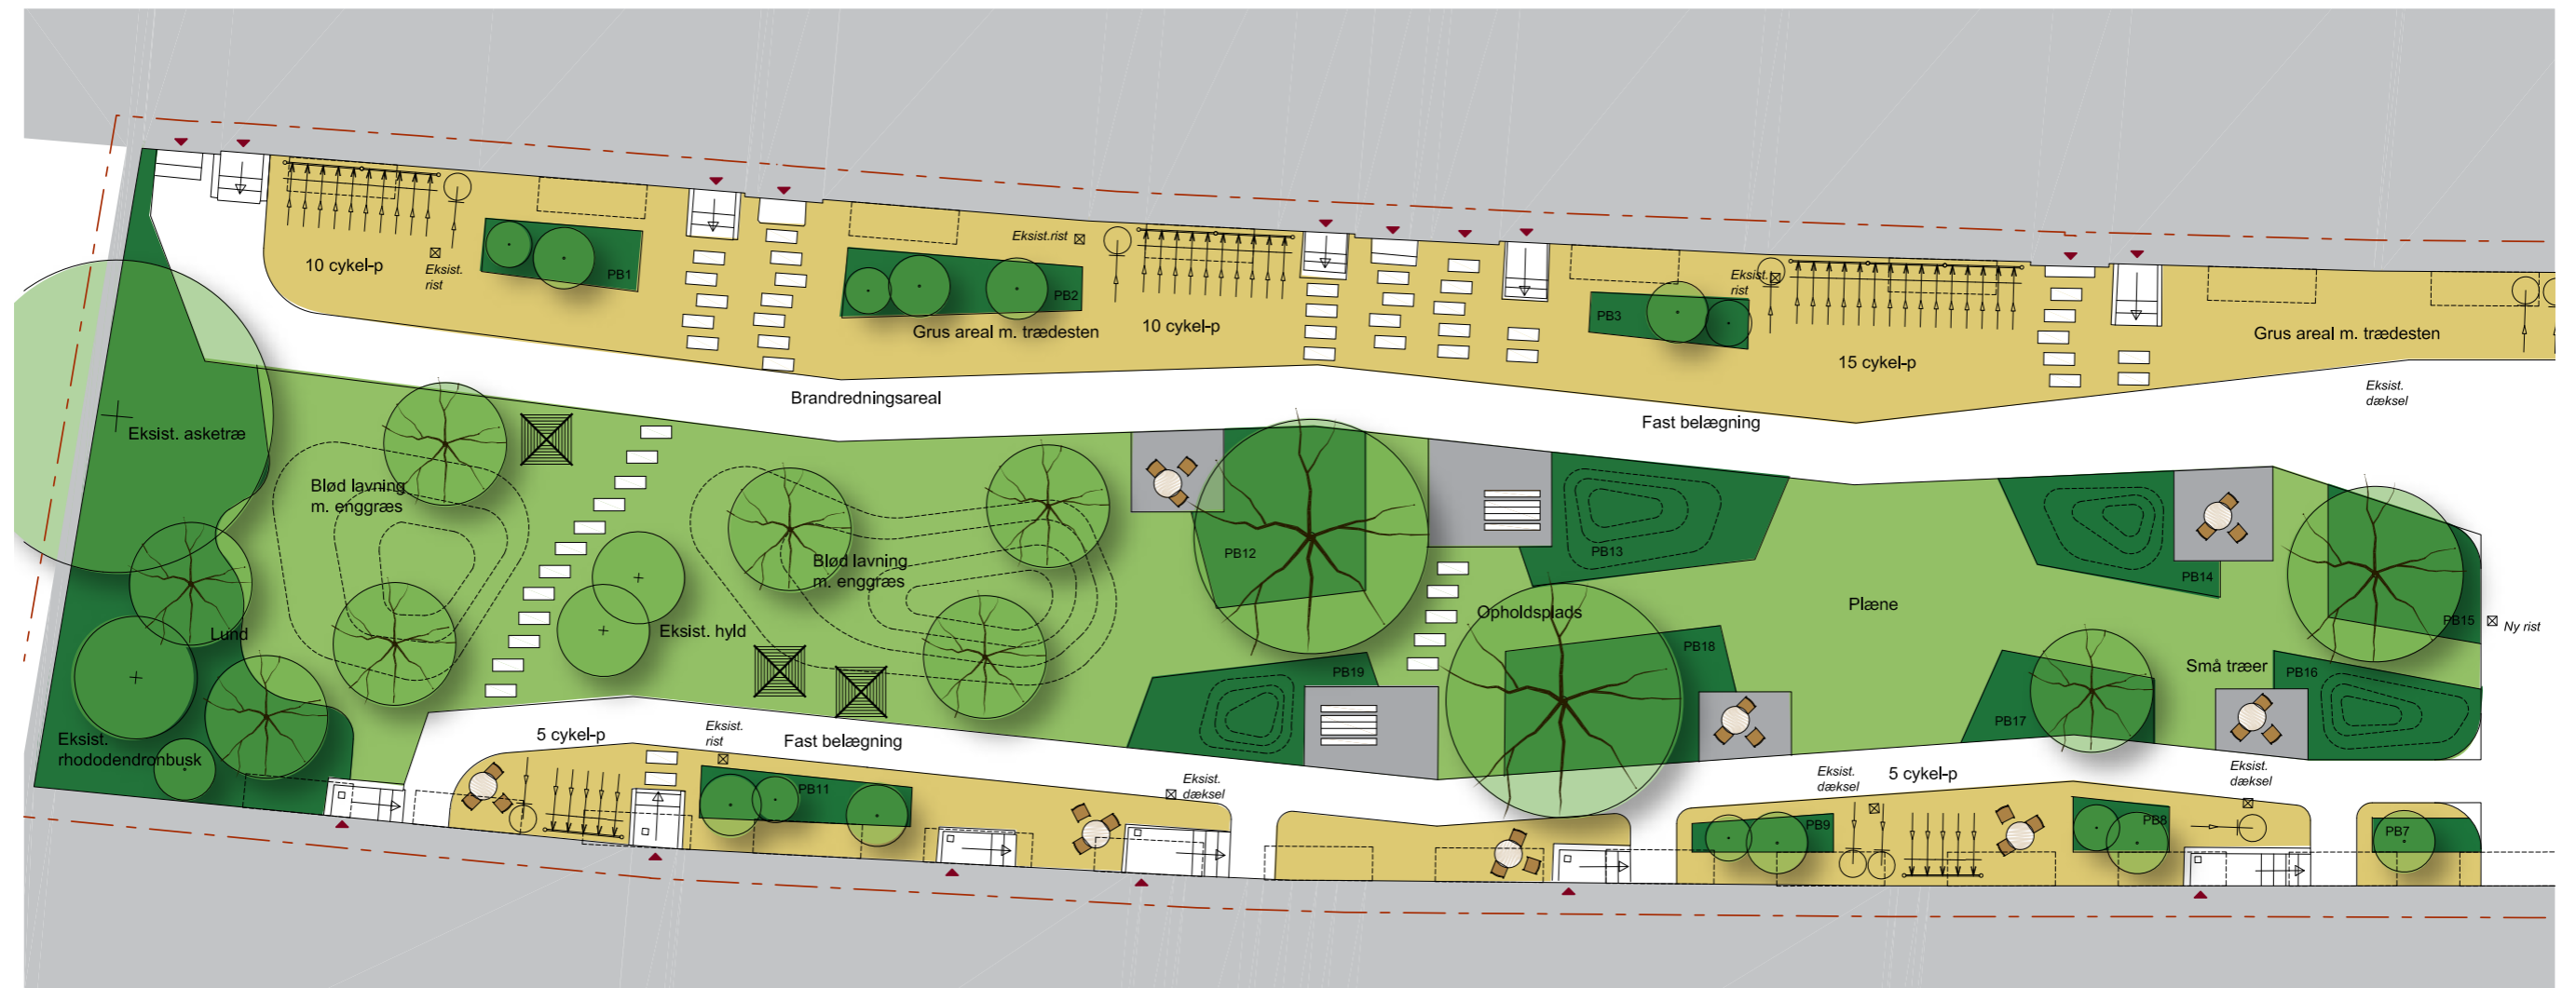 10 cykel-p
Eksist.
rist
PB1
Eksist.rist
PB2
Grus areal m. trædesten
10 cykel-p
Eksist.
rist
PB3
15 cykel-p
Grus areal m. trædesten
Eksist.
dæksel
Brandredningsareal
Fast belægning
Eksist. asketræ
Blød lavning
m. enggræs
Blød lavning
m. enggræs
PB12
PB13
PB14
Opholdsplads
Plæne
PB15
Ny rist
Lund
Eksist. hyld
PB19
PB18
Små træer
PB16
PB17
Eksist.
rhododendronbusk
5 cykel-p
Eksist.
rist
Fast belægning
PB11
Eksist.
dæksel
Eksist.
dæksel
5 cykel-p
Eksist.
dæksel
PB9
PB8
PB7